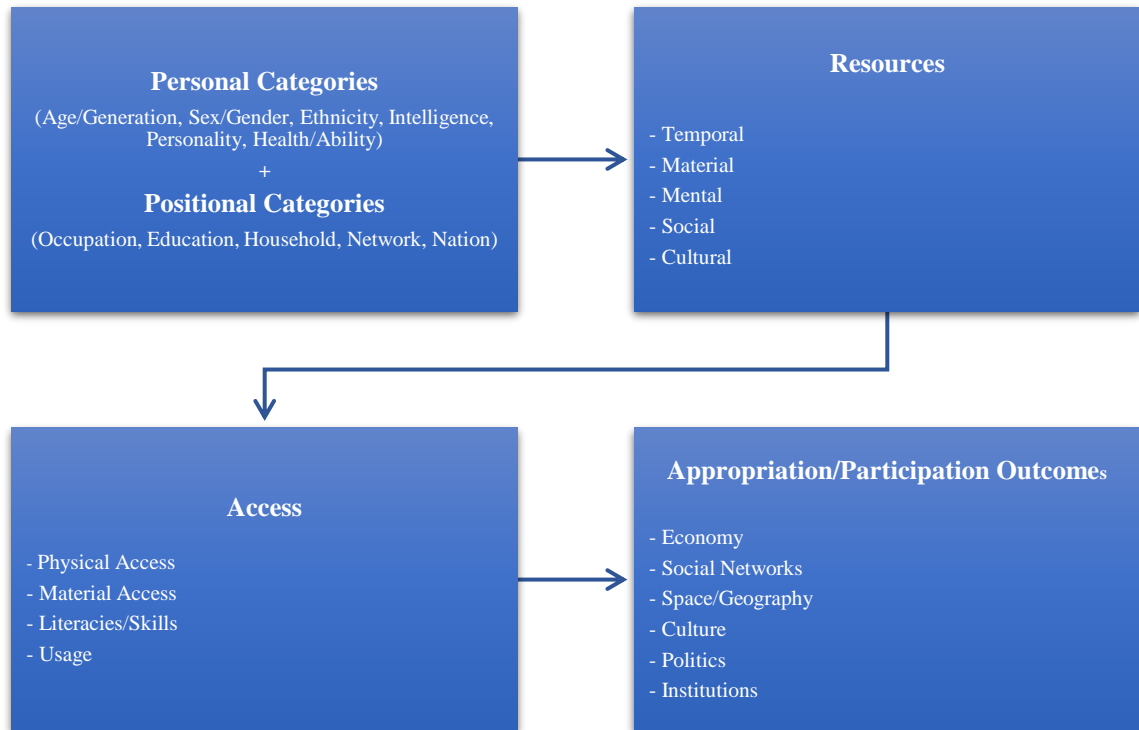 Personal Categories
(Age/Generation, Sex/Gender, Ethnicity, Intelligence,
Personality, Health/Ability)
+
Positional Categories
(Occupation, Education, Household, Network, Nation)
Resources
- Temporal
- Material
- Mental
- Social
- Cultural
Access
- Physical Access
- Material Access
- Literacies/Skills
- Usage
Appropriation/Participation Outcomes
- Economy
- Social Networks
- Space/Geography
- Culture
- Politics
- Institutions